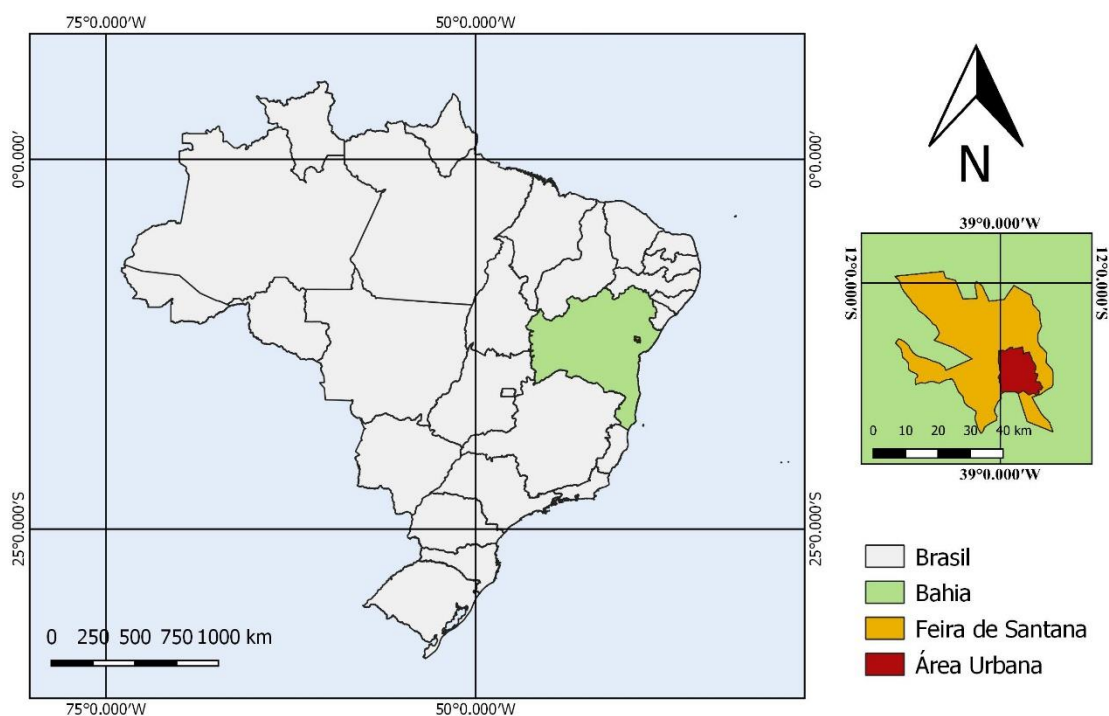 75°0.000'W 50°0.000'W
0°0.000'
0°0.000'
25°0.000'S
25°0.000'S
0 250 500 750 1000 km
75°0.000'W 50°0.000'W
N
39°0.000'W
12°0.000'S
12°0.000'S
0 10 20 30 40 km
39°0.000'W
Brasil
Bahia
Feira de Santana
Área Urbana